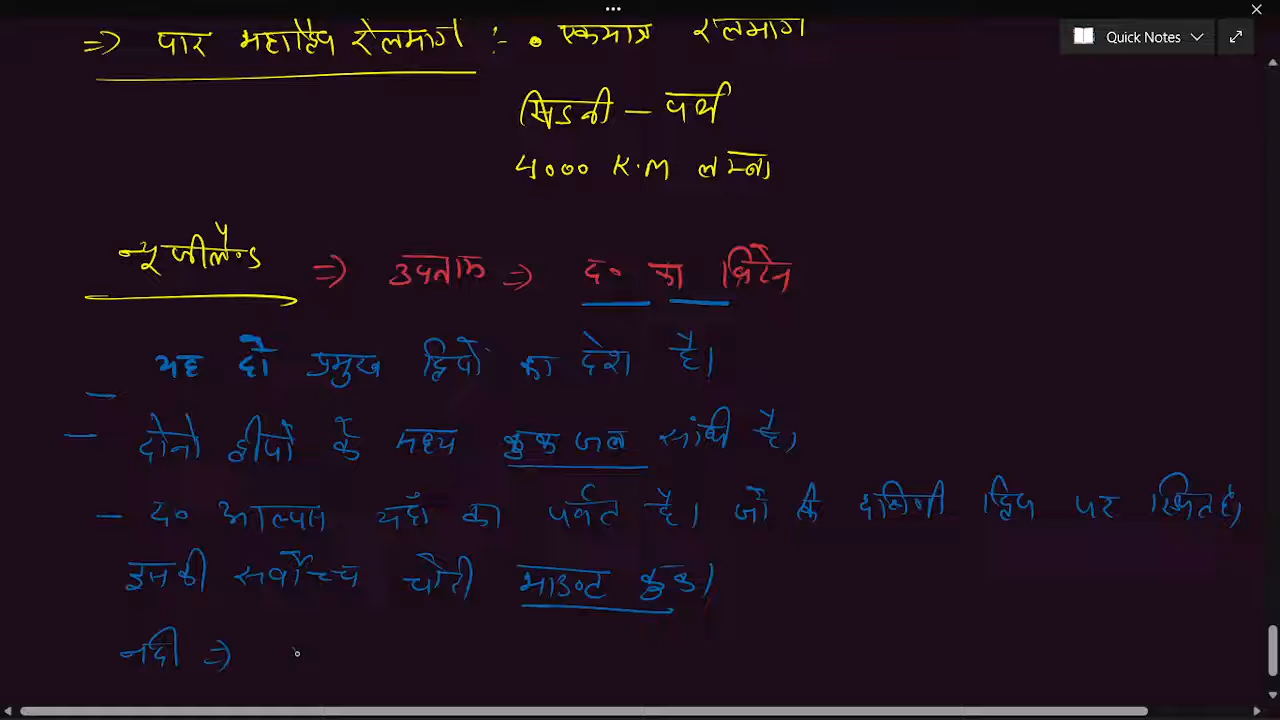 Quick Notes
=> पार महाद्विप रेलमार्ग :- • एकमात्र रेलमार्ग
सिडनी – पर्थ
4000 K.M लम्बा
न्यूजीलैण्ड => उपनाम => द० का ब्रिटेन
यह दो प्रमुख द्विपों का देश है।
– दोनो द्वीपों के मध्य कुक जल सांधी है।
– द० आल्पस यहाँ का पर्वत है। जो कि दक्षिणी द्विप पर स्थित है।
इसकी सर्वोच्च चोटी माउण्ट कुक।
नदी =>